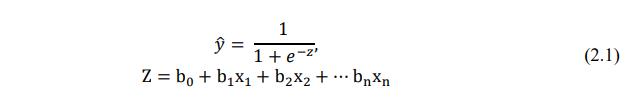 ŷ = 1 / (1 + e^{-z'})
(2.1)
Z = b₀ + b₁x₁ + b₂x₂ + ⋯ bₙxₙ